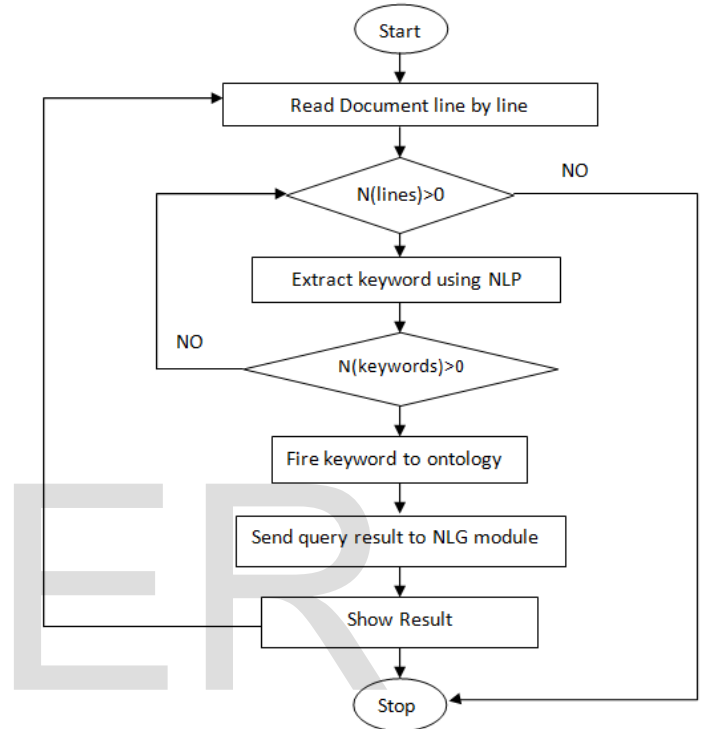 Start
Read Document line by line
N(lines)>0
NO
Extract keyword using NLP
NO
N(keywords)>0
Fire keyword to ontology
Send query result to NLG module
Show Result
Stop
ER